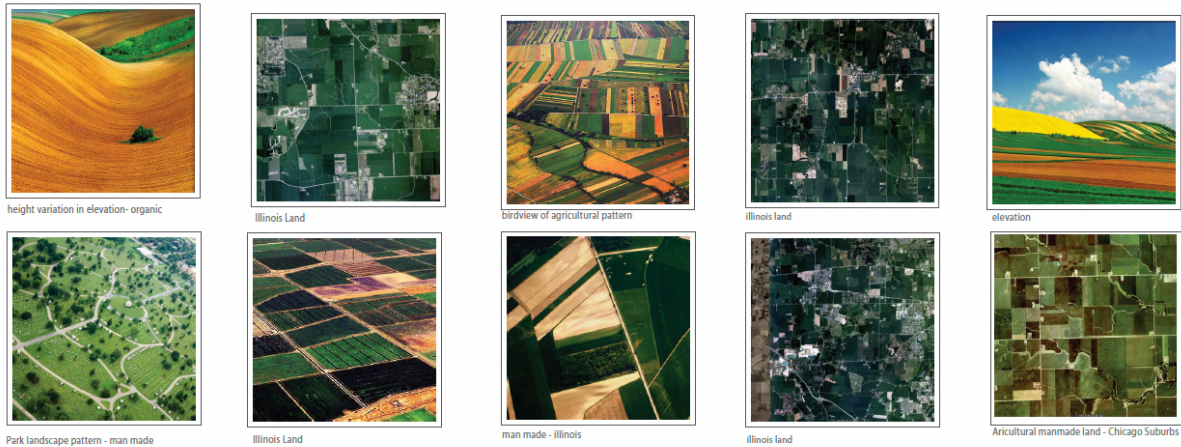 height variation in elevation- organic
Illinois Land
birdview of agricultural pattern
illinois land
elevation
Park landscape pattern - man made
Illinois Land
man made - illinois
illinois land
Aricultural manmade land - Chicago Suburbs